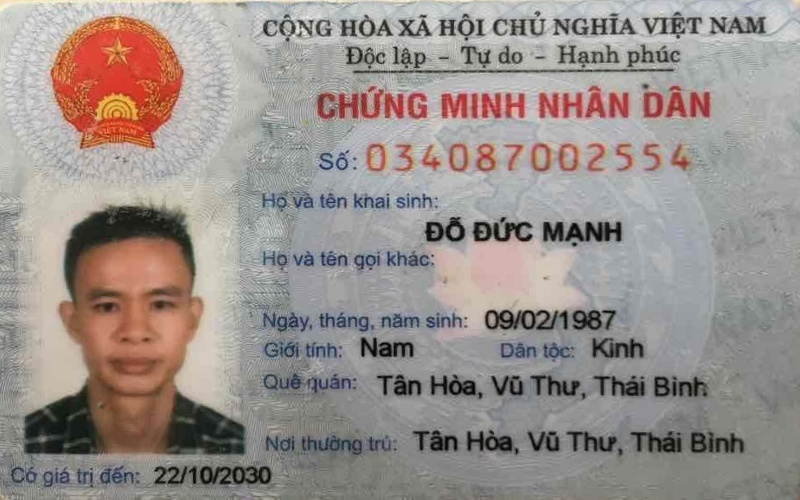 CỘNG HÒA XÃ HỘI CHỦ NGHĨA VIỆT NAM
Độc lập - Tự do - Hạnh phúc
CHỨNG MINH NHÂN DÂN
Số: 034087002554
Họ và tên khai sinh:
ĐỖ ĐỨC MẠNH
Họ và tên gọi khác:
Ngày, tháng, năm sinh: 09/02/1987
Giới tính: Nam Dân tộc: Kinh
Quê quán: Tân Hòa, Vũ Thư, Thái Bình
Nơi thường trú: Tân Hòa, Vũ Thư, Thái Bình
Có giá trị đến: 22/10/2030
VIỆT NAM